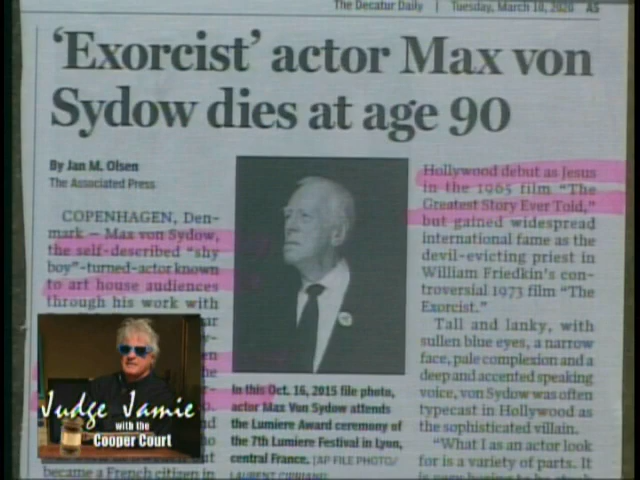 The Decatur Daily | Tuesday, March 10, 2020 A5
'Exorcist' actor Max von
Sydow dies at age 90
By Jan M. Olsen
The Associated Press
COPENHAGEN, Den-
mark — Max von Sydow,
the self-described "shy
boy"-turned-actor known
to art house audiences
through his work with
became a French citizen in
In this Oct. 16, 2015 file photo,
actor Max Von Sydow attends
the Lumiere Award ceremony of
the 7th Lumiere Festival in Lyon,
central France. [AP FILE PHOTO/
LAURENT CIPRIANI]
Hollywood debut as Jesus
in the 1965 film "The
Greatest Story Ever Told,"
but gained widespread
international fame as the
devil-evicting priest in
William Friedkin's con-
troversial 1973 film "The
Exorcist."
Tall and lanky, with
sullen blue eyes, a narrow
face, pale complexion and a
deep and accented speaking
voice, von Sydow was often
typecast in Hollywood as
the sophisticated villain.
"What I as an actor look
for is a variety of parts. It
Judge Jamie
with the
Cooper Court